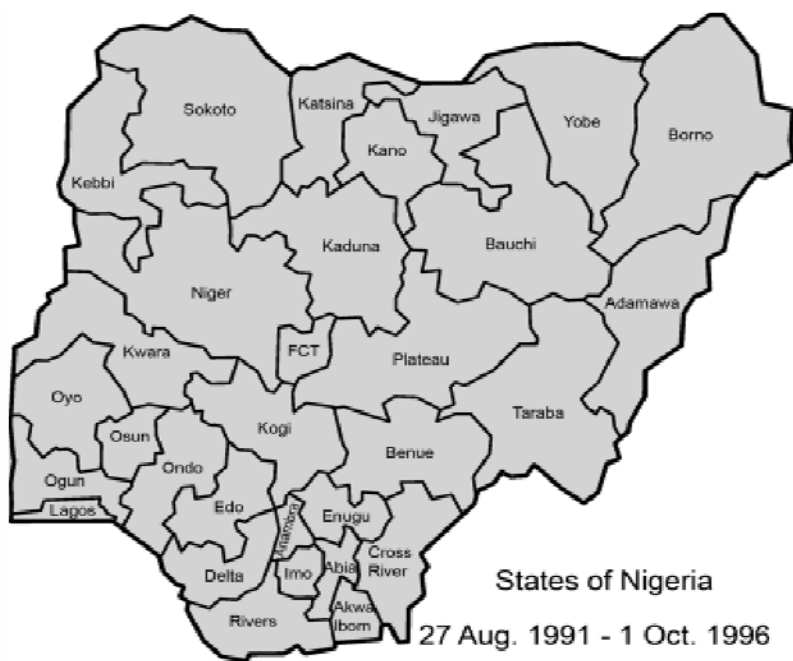 Sokoto
Katsina
Jigawa
Yobe
Borno
Kano
Kebbi
Kaduna
Bauchi
Niger
Adamawa
Kwara
FCT
Plateau
Oyo
Taraba
Osun
Kogi
Ondo
Benue
Ogun
Edo
Lagos
Anambra
Enugu
Cross
River
Delta
Imo
Abia
Akwa
Ibom
Rivers
States of Nigeria
27 Aug. 1991 - 1 Oct. 1996